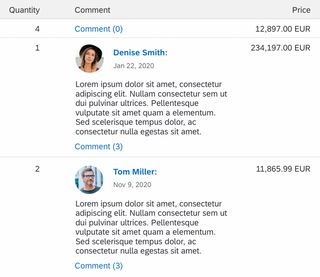 Quantity Comment Price
4 Comment (0) 12,897.00 EUR
1 Denise Smith: 234,197.00 EUR
Jan 22, 2020
Lorem ipsum dolor sit amet, consectetur
adipiscing elit. Nullam consectetur sem ut
dui pulvinar ultrices. Pellentesque
vulputate sit amet quam a elementum.
Sed scelerisque tempus dolor, ac
consectetur nulla egestas sit amet.
Comment (3)
2 Tom Miller: 11,865.99 EUR
Nov 9, 2020
Lorem ipsum dolor sit amet, consectetur
adipiscing elit. Nullam consectetur sem ut
dui pulvinar ultrices. Pellentesque
vulputate sit amet quam a elementum.
Sed scelerisque tempus dolor, ac
consectetur nulla egestas sit amet.
Comment (3)